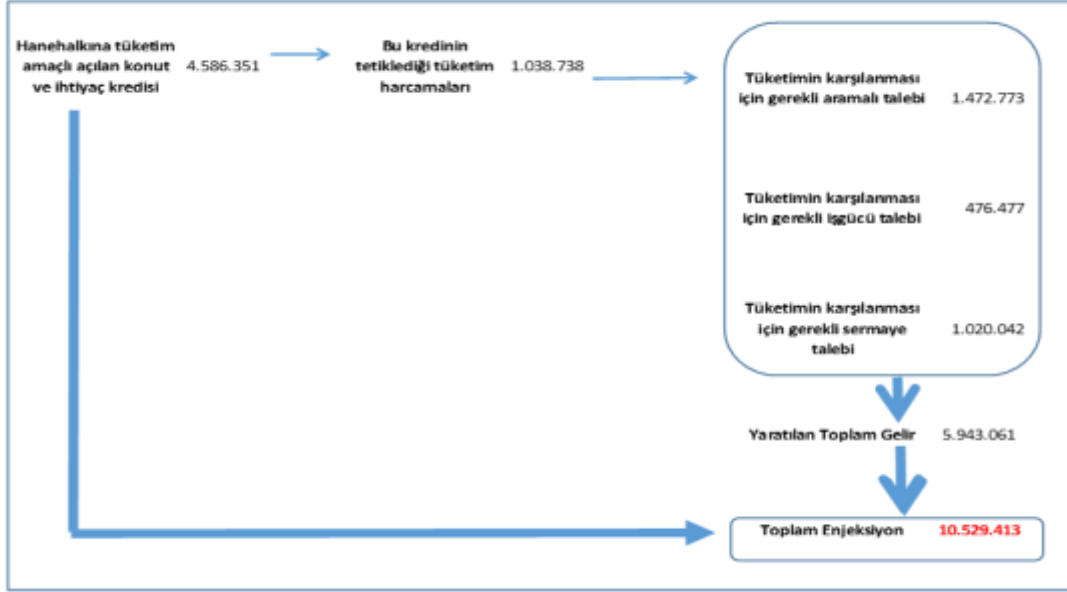 Hanehalkına tüketim
amaçlı açılan konut
ve ihtiyaç kredisi
4.586.351
Bu kredinin
tetiklediği tüketim
harcamaları
1.038.738
Tüketimin karşılanması
için gerekli aramalı talebi
1.472.773
Tüketimin karşılanması
için gerekli işgücü talebi
476.477
Tüketimin karşılanması
için gerekli sermaye
talebi
1.020.042
Yaratılan Toplam Gelir 5.943.061
Toplam Enjeksiyon 10.529.413